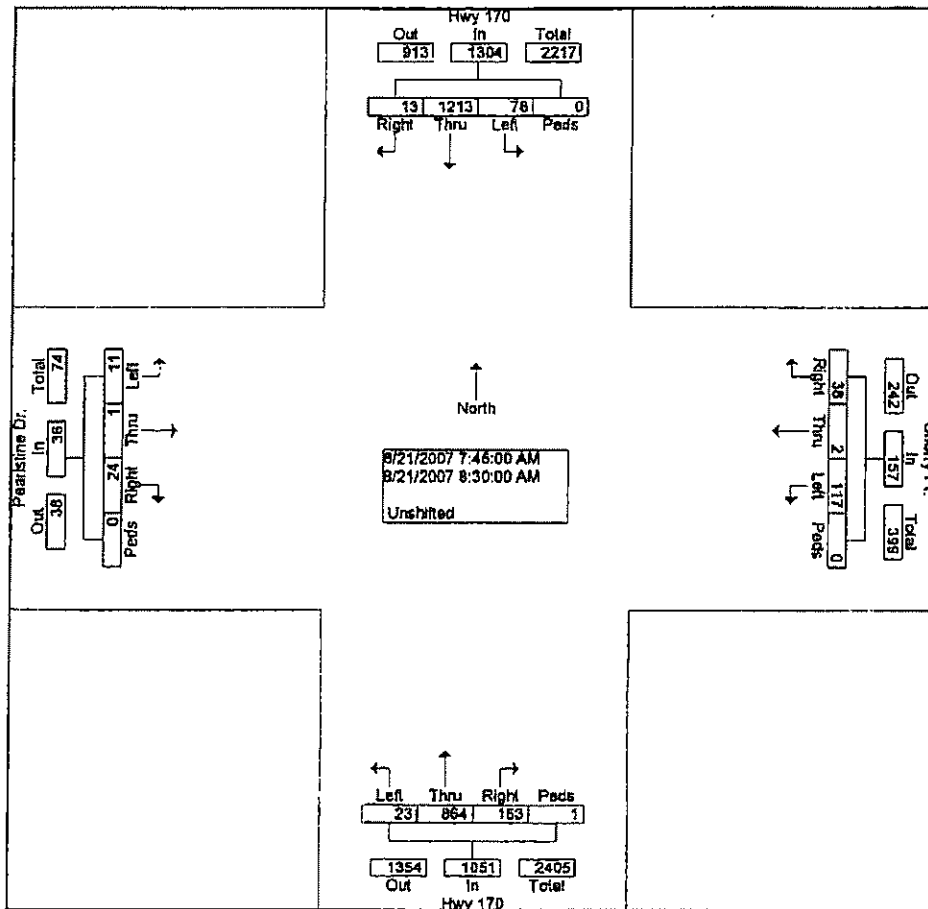 Hwy 170
Out In Total
913 1304 2217
13 1213 78 0
Right Thru Left Peds
Pearlstine Dr.
Total In Out
74 36 38
11 1 24 0
Left Thru Right Peds
North
8/21/2007 7:45:00 AM
8/21/2007 8:30:00 AM
Unshifted
Right Thru Left Peds
38 2 117 0
Out In Total
242 157 399
Left Thru Right Peds
23 864 163 1
1354 1051 2405
Out In Total
Hwy 170